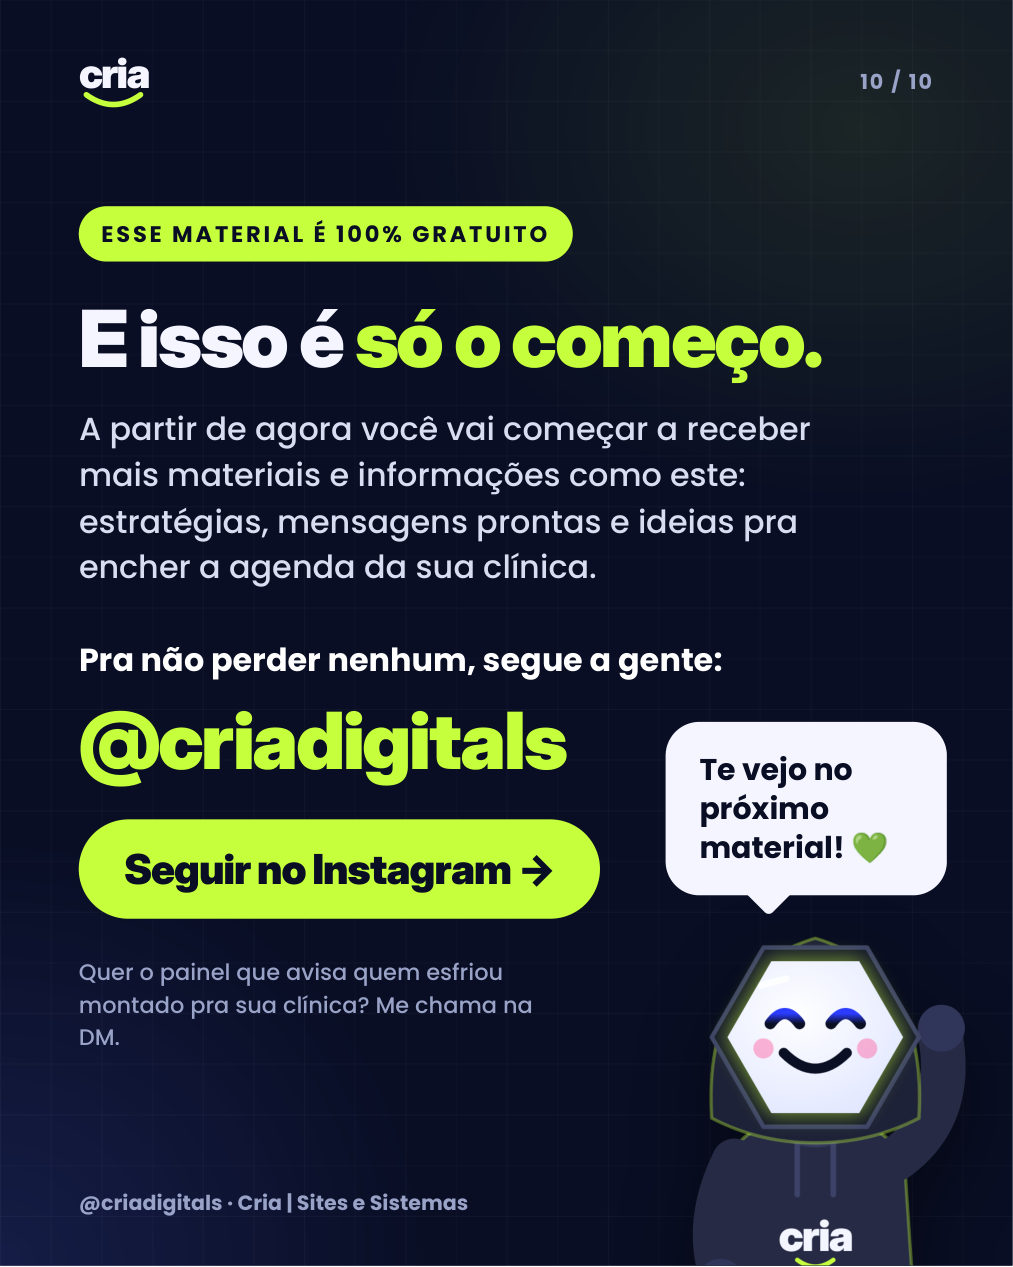 cria
10 / 10
ESSE MATERIAL É 100% GRATUITO
E isso é só o começo.
A partir de agora você vai começar a receber
mais materiais e informações como este:
estratégias, mensagens prontas e ideias pra
encher a agenda da sua clínica.
Pra não perder nenhum, segue a gente:
@criadigitals
Seguir no Instagram →
Te vejo no
próximo
material! 💚
Quer o painel que avisa quem esfriou
montado pra sua clínica? Me chama na
DM.
@criadigitals · Cria | Sites e Sistemas
cria